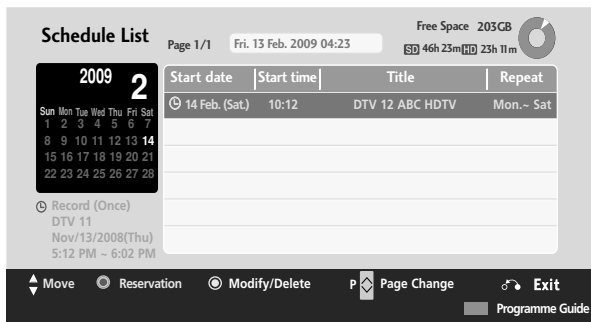 Schedule List
Page 1/1 Fri. 13 Feb. 2009 04:23
Free Space 203GB
SD 46h 23m HD 23h 11m
2009 2
Sun Mon Tue Wed Thu Fri Sat
1 2 3 4 5 6 7
8 9 10 11 12 13 14
15 16 17 18 19 20 21
22 23 24 25 26 27 28
Record (Once)
DTV 11
Nov/13/2008(Thu)
5:12 PM ~ 6:02 PM
Start date Start time Title Repeat
14 Feb. (Sat.) 10:12 DTV 12 ABC HDTV Mon.~ Sat
Move Reservation Modify/Delete P Page Change Exit
Programme Guide